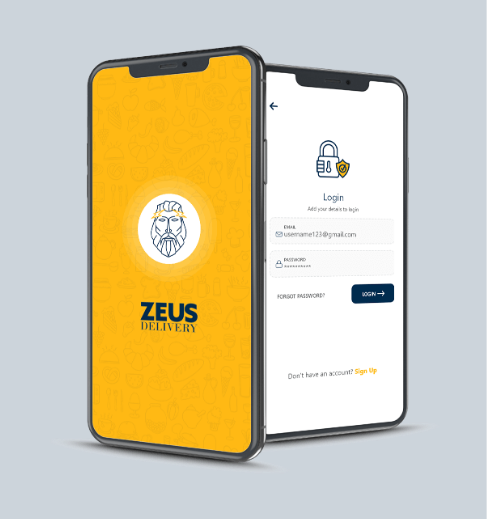 ZEUS
DELIVERY
Login
Add your details to login
EMAIL
username123@gmail.com
PASSWORD
FORGOT PASSWORD?
LOGIN
Don't have an account? Sign Up